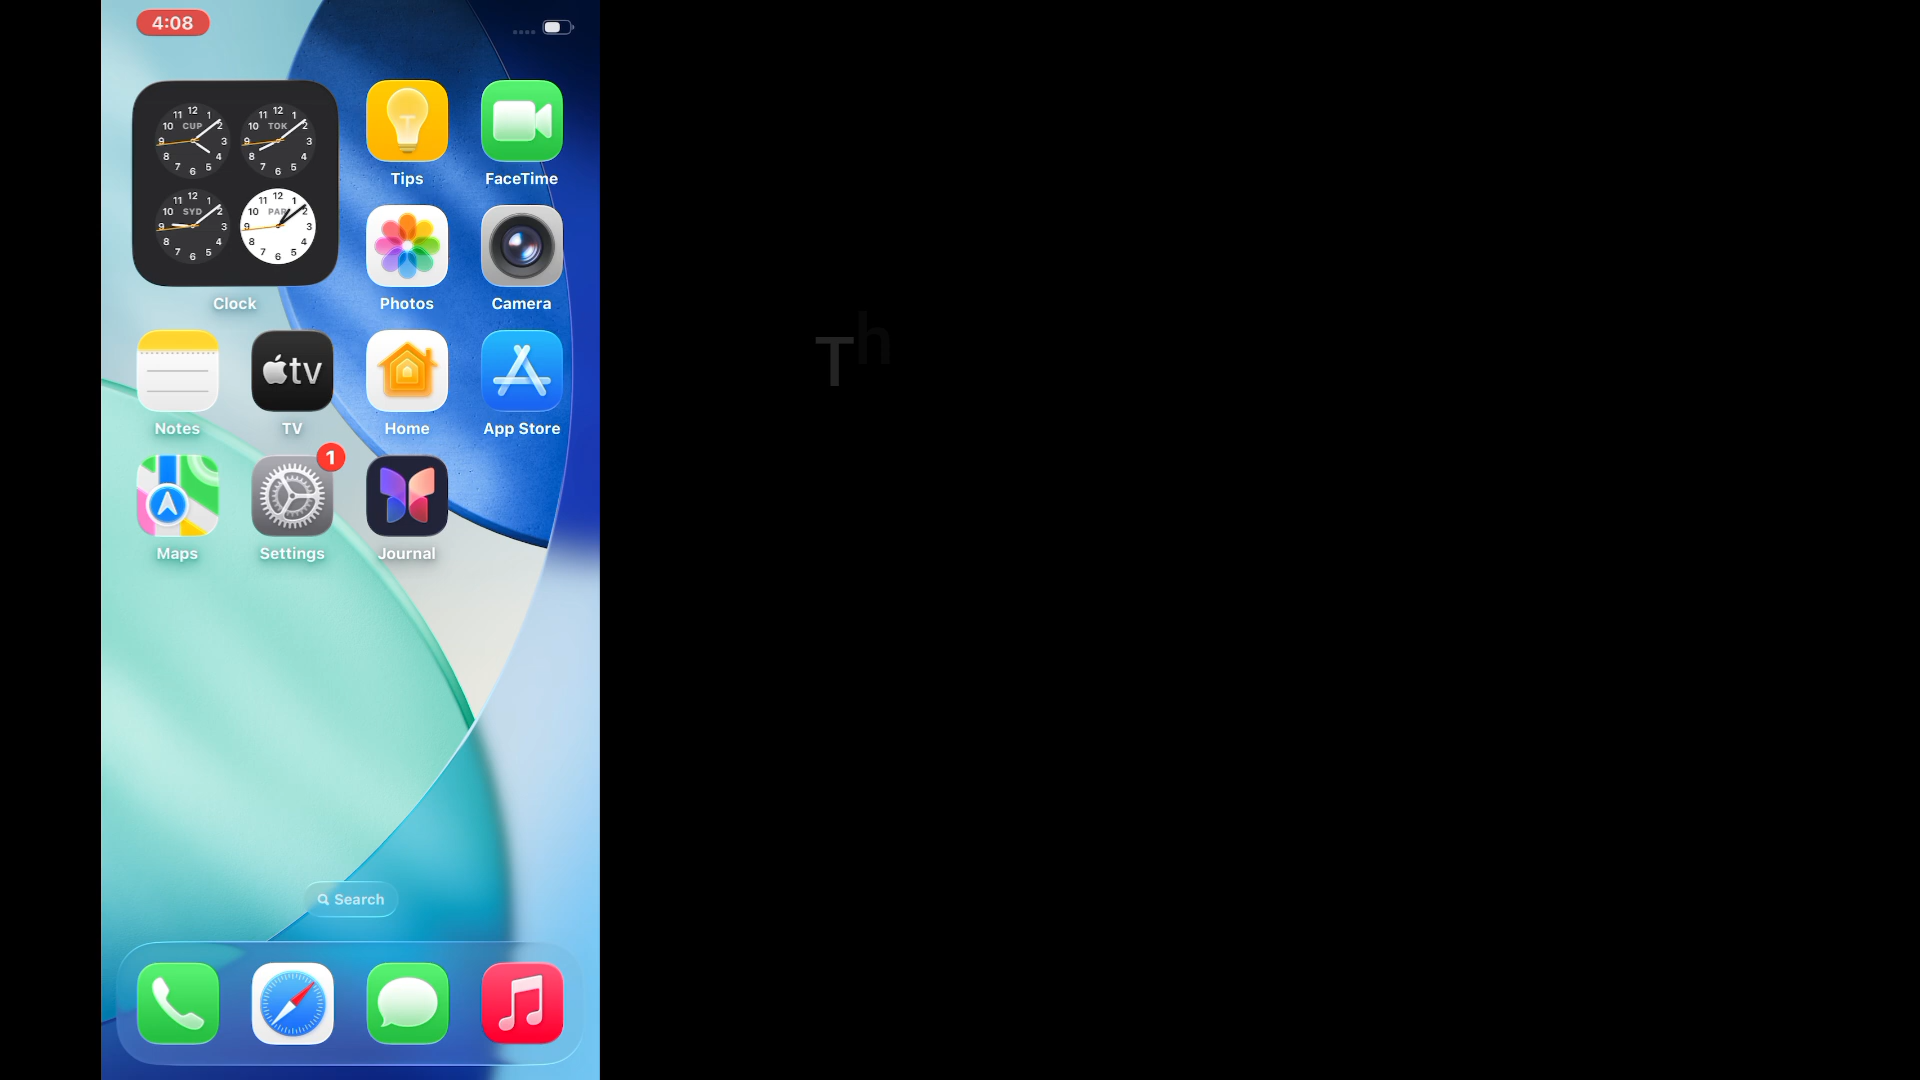 4:08
12 1 2 3 4 5 6 7 8 9 10 11 CUP
12 1 2 3 4 5 6 7 8 9 10 11 TOK
12 1 2 3 4 5 6 7 8 9 10 11 SYD
12 1 2 3 4 5 6 7 8 9 10 11 PAR
Clock
Tips
FaceTime
Photos
Camera
tv
Notes
TV
Home
App Store
1
Maps
Settings
Journal
Search
Th